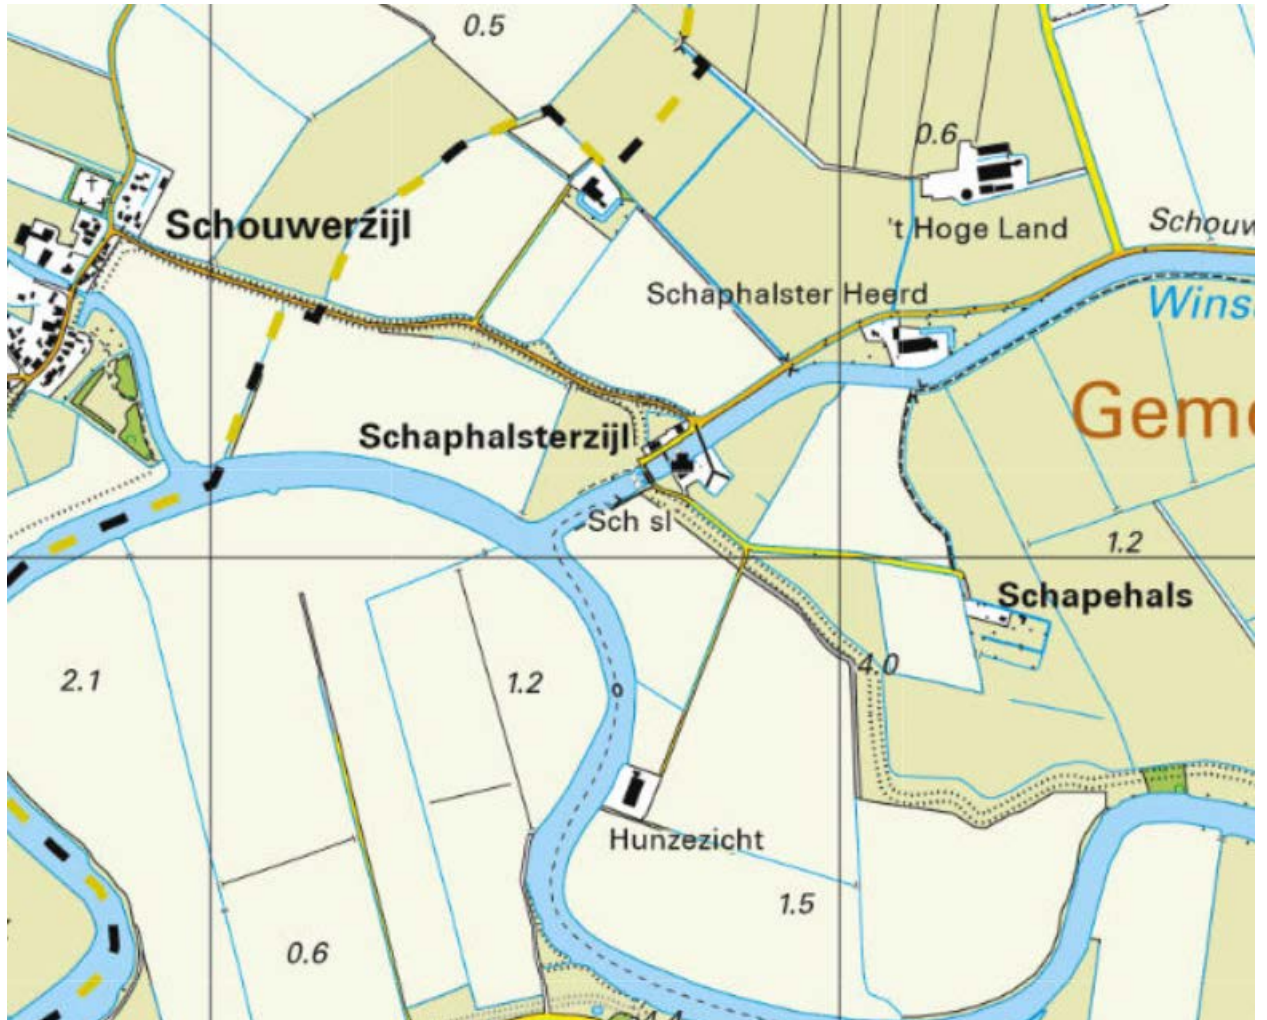 0.5
0.6
Schouwerzijl
't Hoge Land
Schouw
Schaphalster Heerd
Wins
Geme
Schaphalsterzijl
Sch sl
1.2
Schapehals
4.0
2.1
1.2
Hunzezicht
1.5
0.6